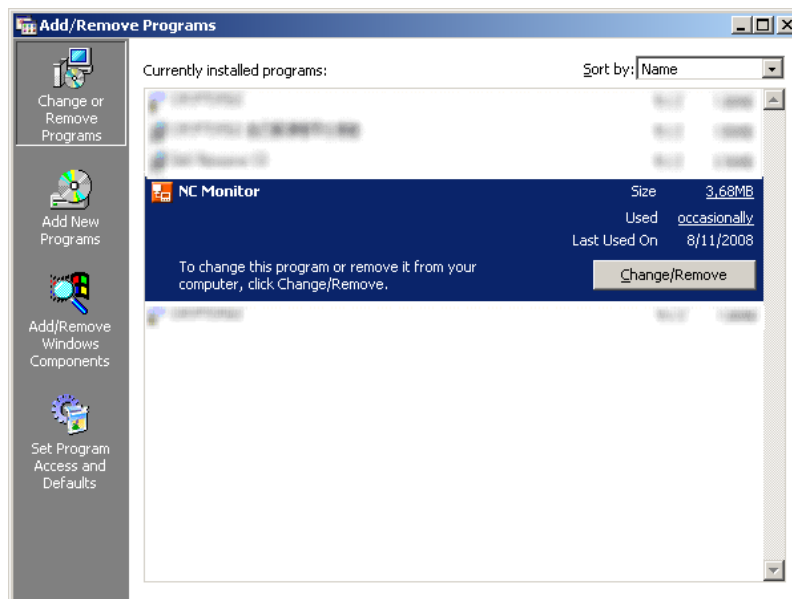 Add/Remove Programs
Change or
Remove
Programs
Add New
Programs
Add/Remove
Windows
Components
Set Program
Access and
Defaults
Currently installed programs:
Sort by: Name
NC Monitor
Size 3,68MB
Used occasionally
Last Used On 8/11/2008
To change this program or remove it from your
computer, click Change/Remove.
Change/Remove